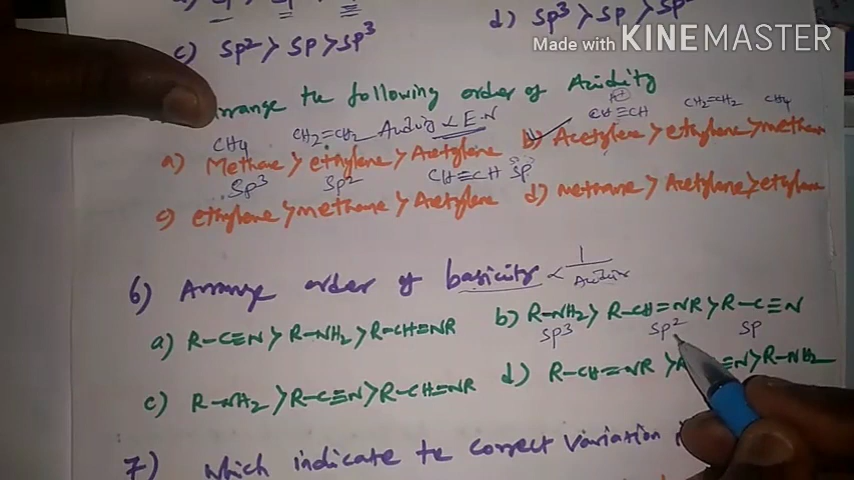 d) SP³ > SP > SP²
c) SP² > SP > SP³
Made with KINEMASTER
arrange the following order of Acidity
CH4 CH2=CH2 Acidity ∝ E.N CH≡CH CH2=CH2 CH4
a) Methane > ethylene > Acetylene b) Acetylene > ethylene > methane
SP³ SP² CH≡CH SP
c) ethylene > methane > Acetylene d) methane > Acetylene > ethylene
6) Arrange order of basicity ∝ 1/Acidity
a) R-C≡N > R-NH2 > R-CH=NR b) R-NH2 > R-CH=NR > R-C≡N
SP³ SP² SP
c) R-NH2 > R-C≡N > R-CH=NR d) R-CH=NR > R ≡N > R-NH2
7) which indicate te correct variation